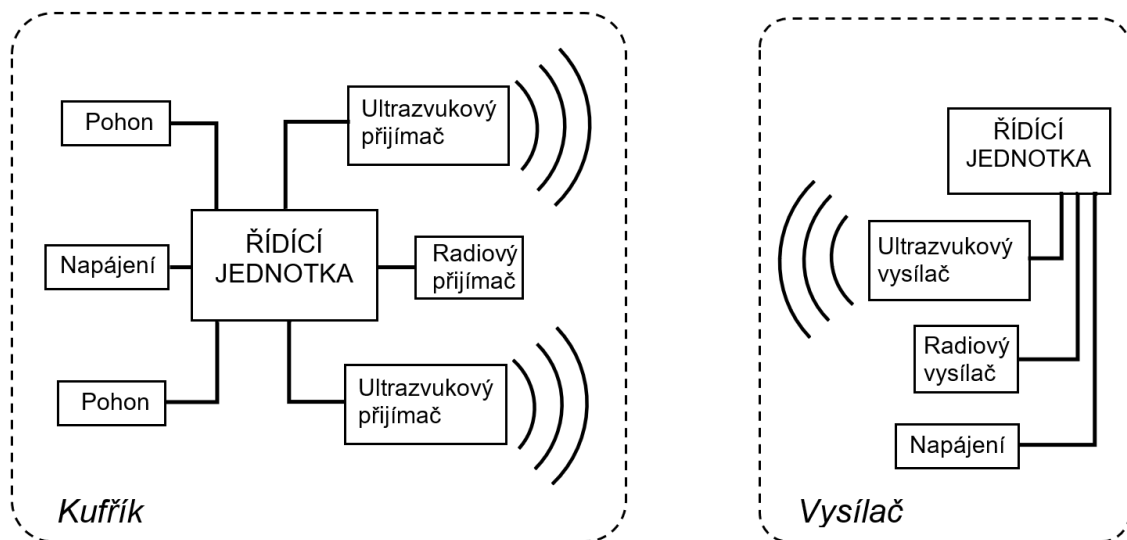 Pohon
Ultrazvukový
přijímač
ŘÍDÍCÍ
JEDNOTKA
Napájení
Radiový
přijímač
Pohon
Ultrazvukový
přijímač
Kufřík
ŘÍDÍCÍ
JEDNOTKA
Ultrazvukový
vysílač
Radiový
vysílač
Napájení
Vysílač